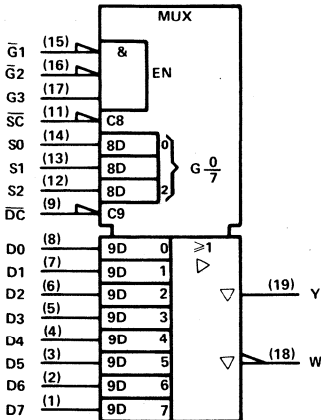 MUX
G̅1 (15) &
G̅2 (16) EN
G3 (17)
S̅C̅ (11) C8
S0 (14) 8D 0
S1 (13) 8D G 0/7
S2 (12) 8D 2
D̅C̅ (9) C9
D0 (8) 9D 0 ≥1
D1 (7) 9D 1 ▷
D2 (6) 9D 2 ▽ (19) Y
D3 (5) 9D 3
D4 (4) 9D 4
D5 (3) 9D 5 ▽ (18) W
D6 (2) 9D 6
D7 (1) 9D 7